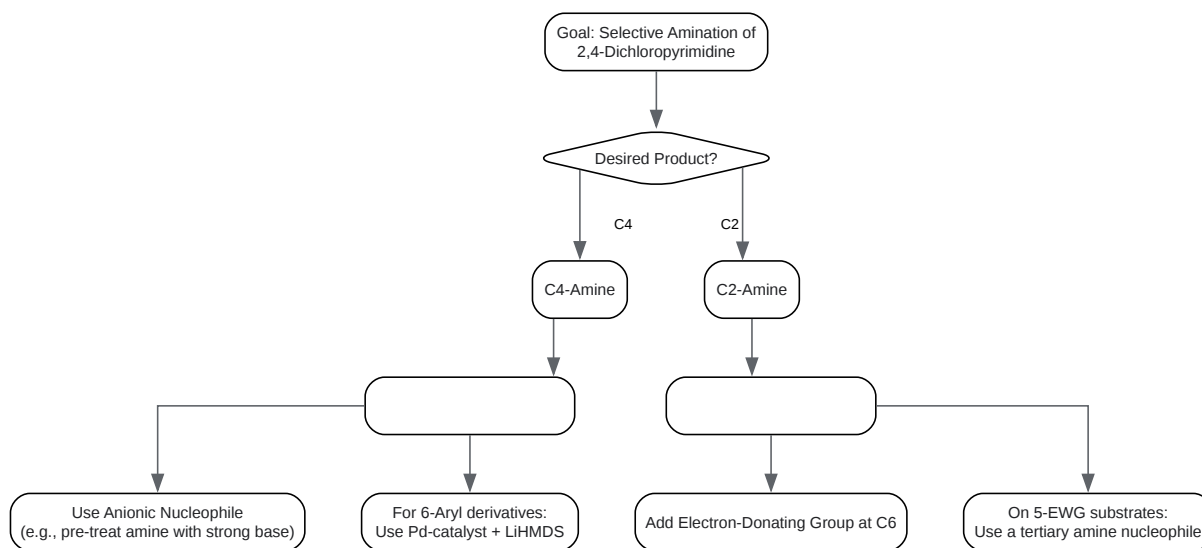 Goal: Selective Amination of
2,4-Dichloropyrimidine
Desired Product?
C4
C2
C4-Amine
C2-Amine
Use Anionic Nucleophile
(e.g., pre-treat amine with strong base)
For 6-Aryl derivatives:
Use Pd-catalyst + LiHMDS
Add Electron-Donating Group at C6
On 5-EWG substrates:
Use a tertiary amine nucleophile